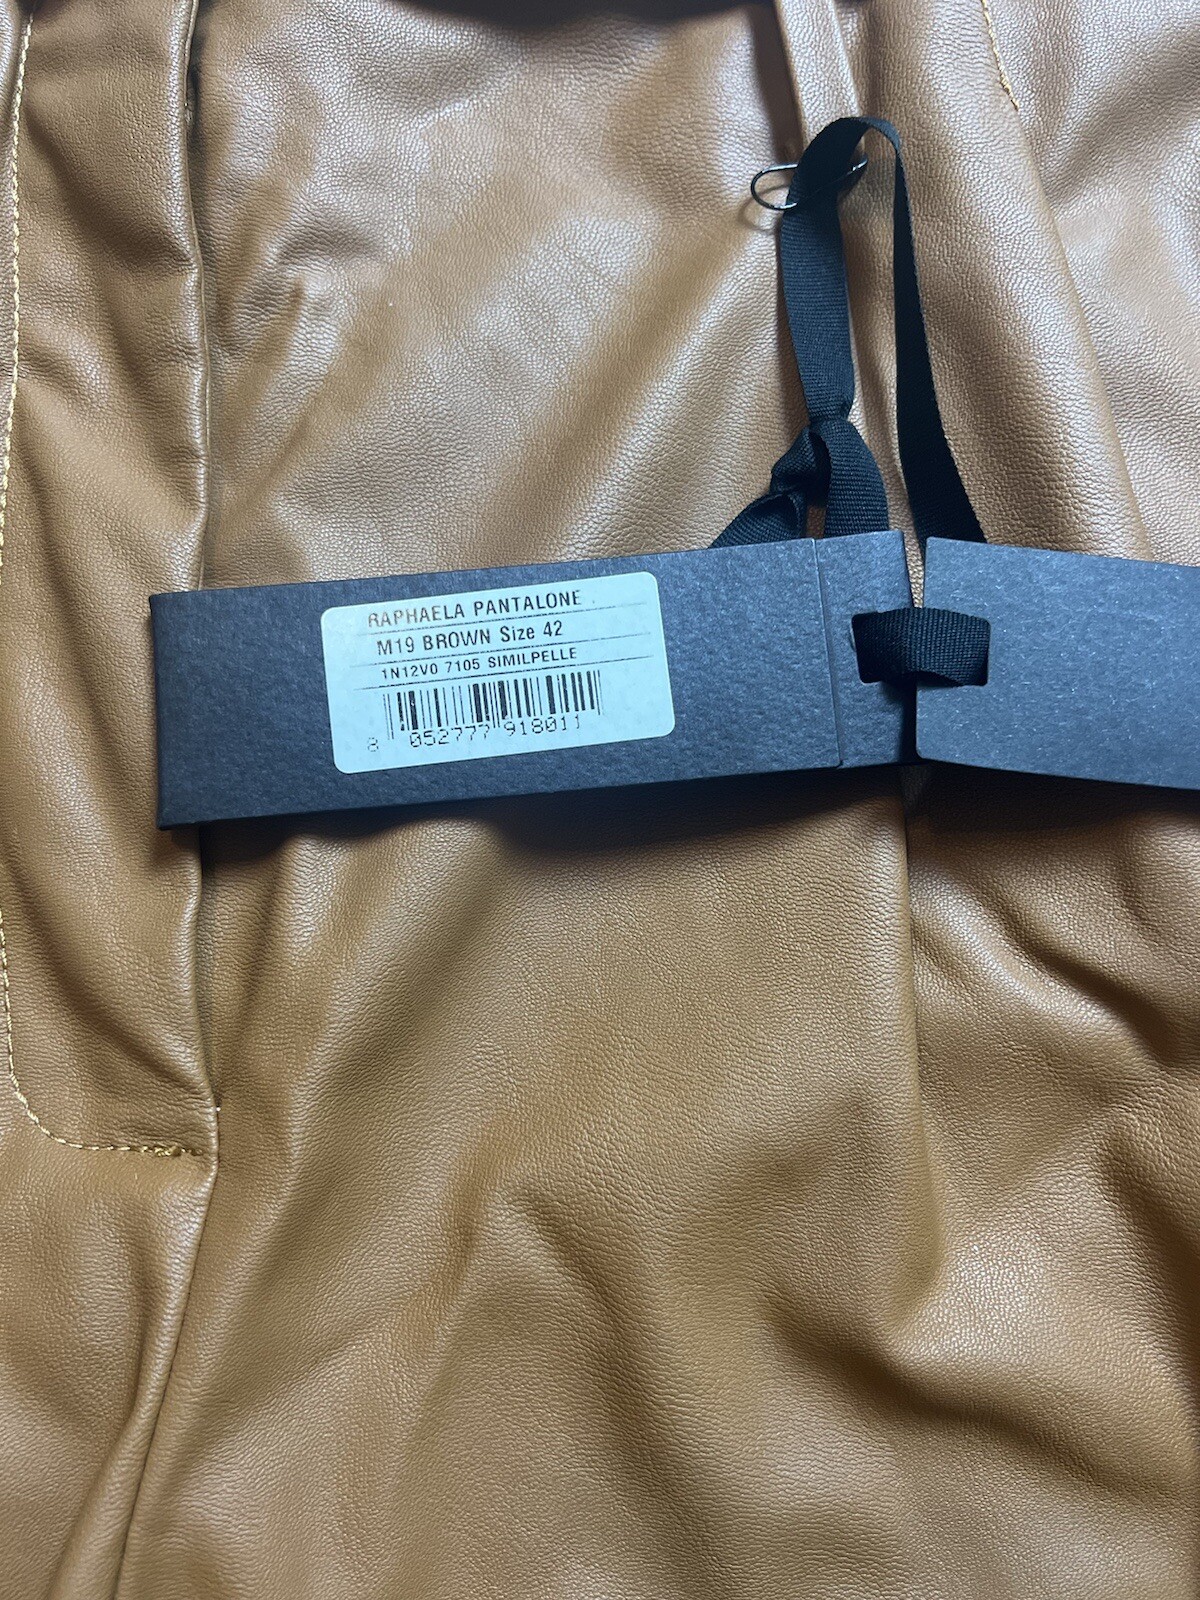 RAPHAELA PANTALONE
M19 BROWN Size 42
1N12V0 7105 SIMILPELLE
8 052777 918011